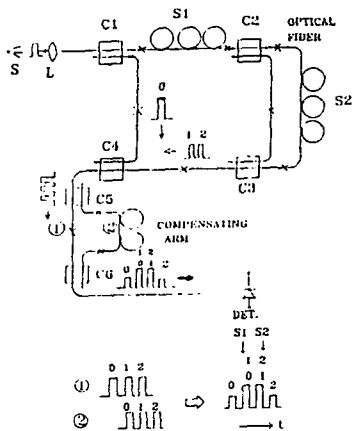 C1
S1
C2
OPTICAL
FIDER
S
L
S2
0
1 2
C4
C3
C5
①
②
COMPENSATING
ARM
C6
1 2
0 0 1 2
DET.
S1 S2
1 2
0 0 1 2
① 0 1 2
② 0 1 2
t